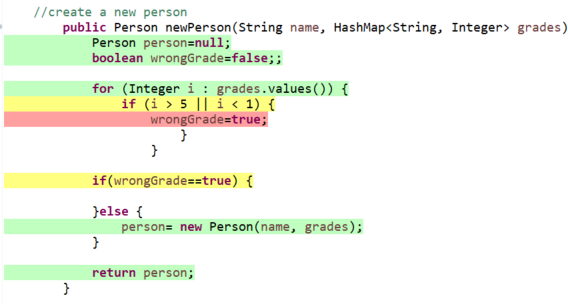 //create a new person
public Person newPerson(String name, HashMap<String, Integer> grades)
Person person=null;
boolean wrongGrade=false;;
for (Integer i : grades.values()) {
if (i > 5 || i < 1) {
wrongGrade=true;
}
}
if(wrongGrade==true) {
}else {
person= new Person(name, grades);
}
return person;
}